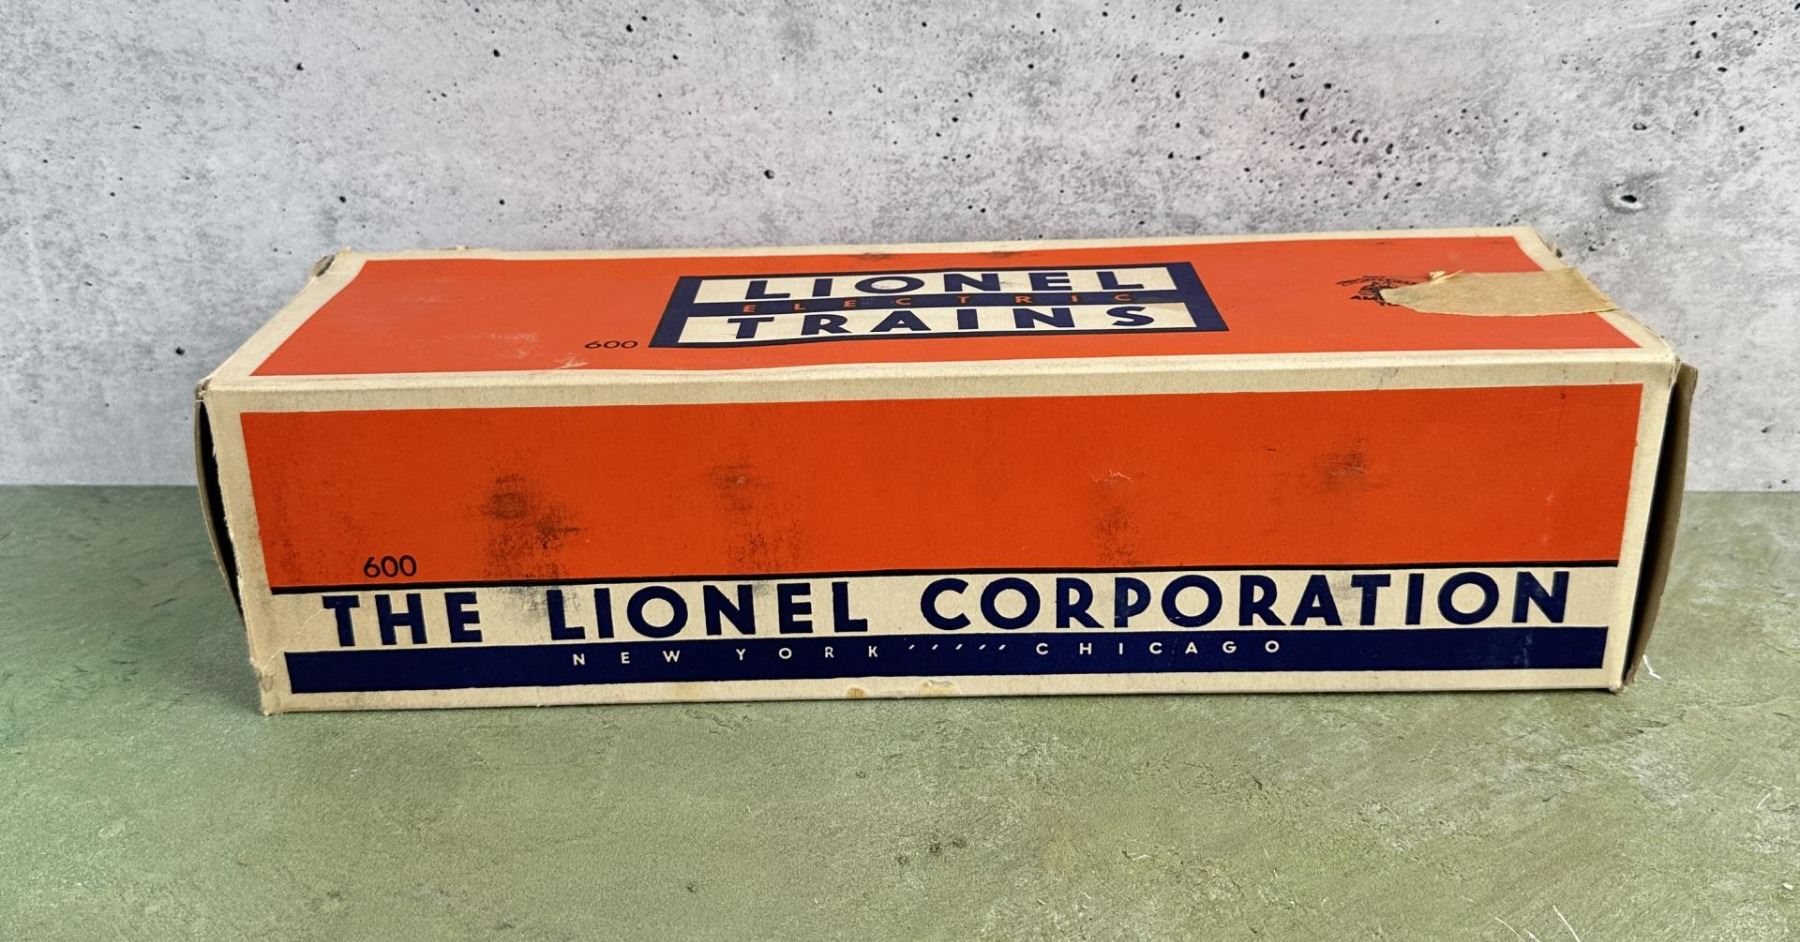 LIONEL
ELECTRIC
TRAINS
600
600
THE LIONEL CORPORATION
NEW YORK ′ ′ ′ ′ ′ CHICAGO